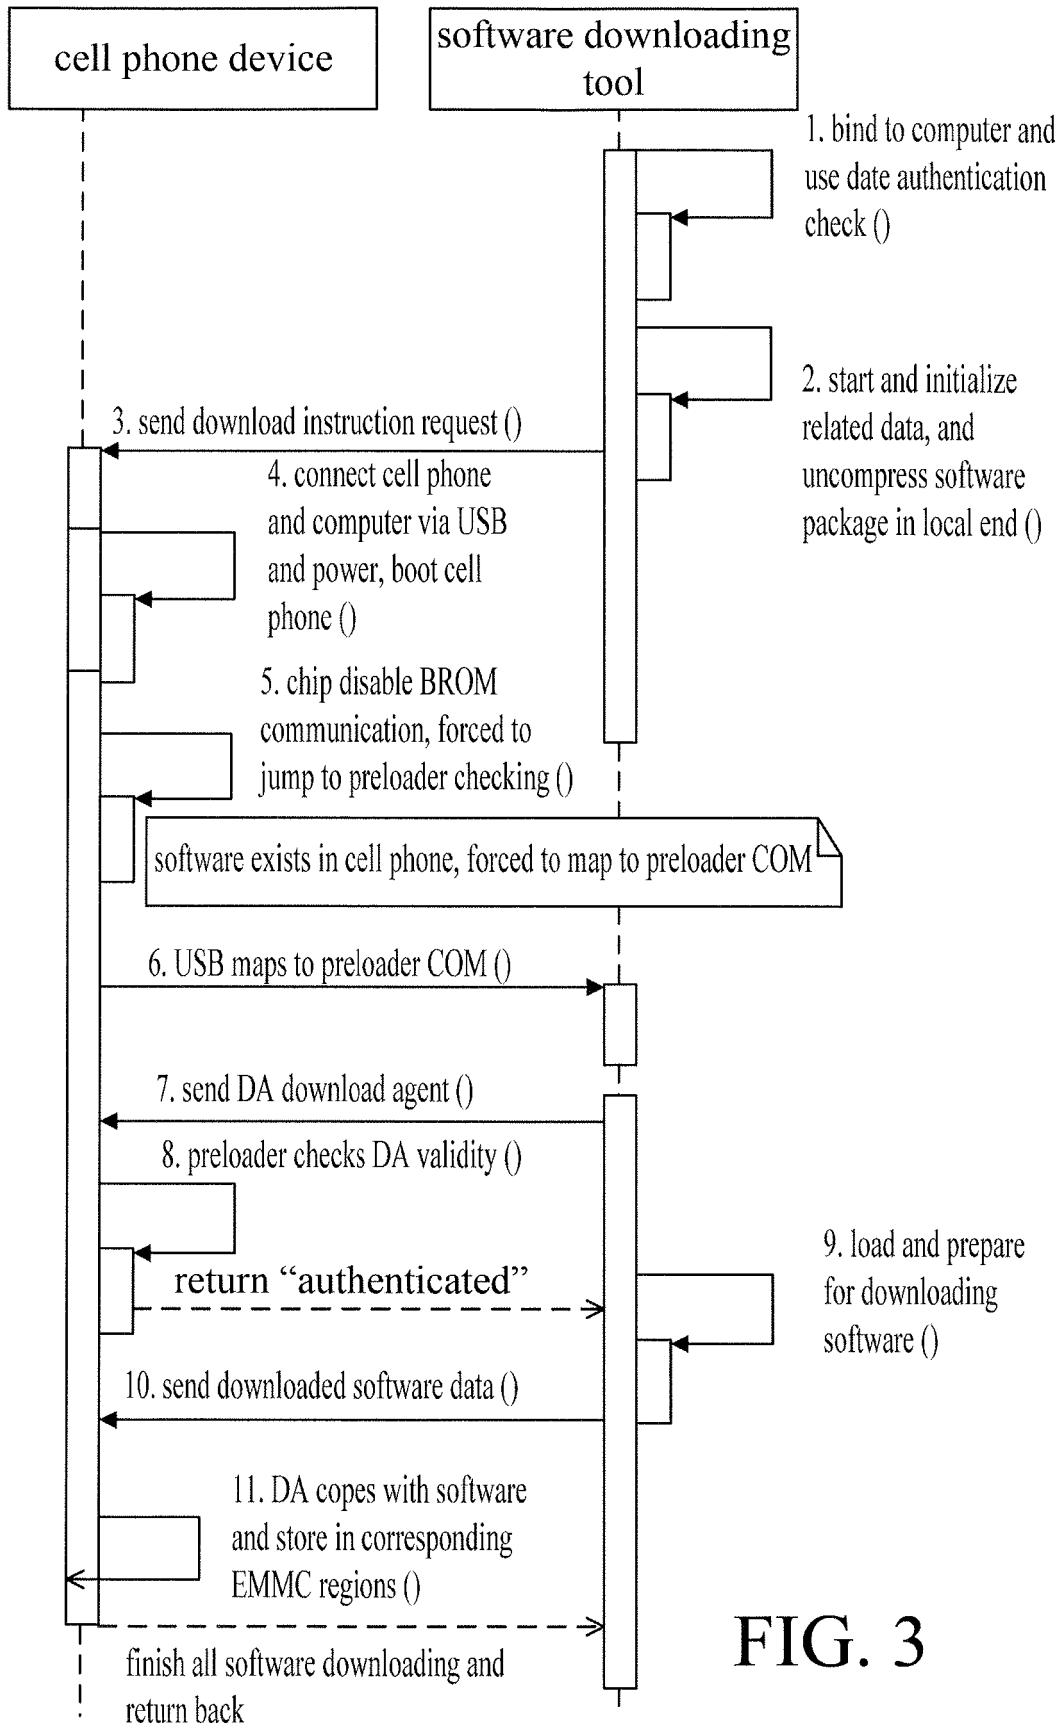 cell phone device
software downloading
tool
1. bind to computer and
use date authentication
check ()
2. start and initialize
related data, and
uncompress software
package in local end ()
3. send download instruction request ()
4. connect cell phone
and computer via USB
and power, boot cell
phone ()
5. chip disable BROM
communication, forced to
jump to preloader checking ()
software exists in cell phone, forced to map to preloader COM
6. USB maps to preloader COM ()
7. send DA download agent ()
8. preloader checks DA validity ()
return “authenticated”
9. load and prepare
for downloading
software ()
10. send downloaded software data ()
11. DA copes with software
and store in corresponding
EMMC regions ()
finish all software downloading and
return back
FIG. 3